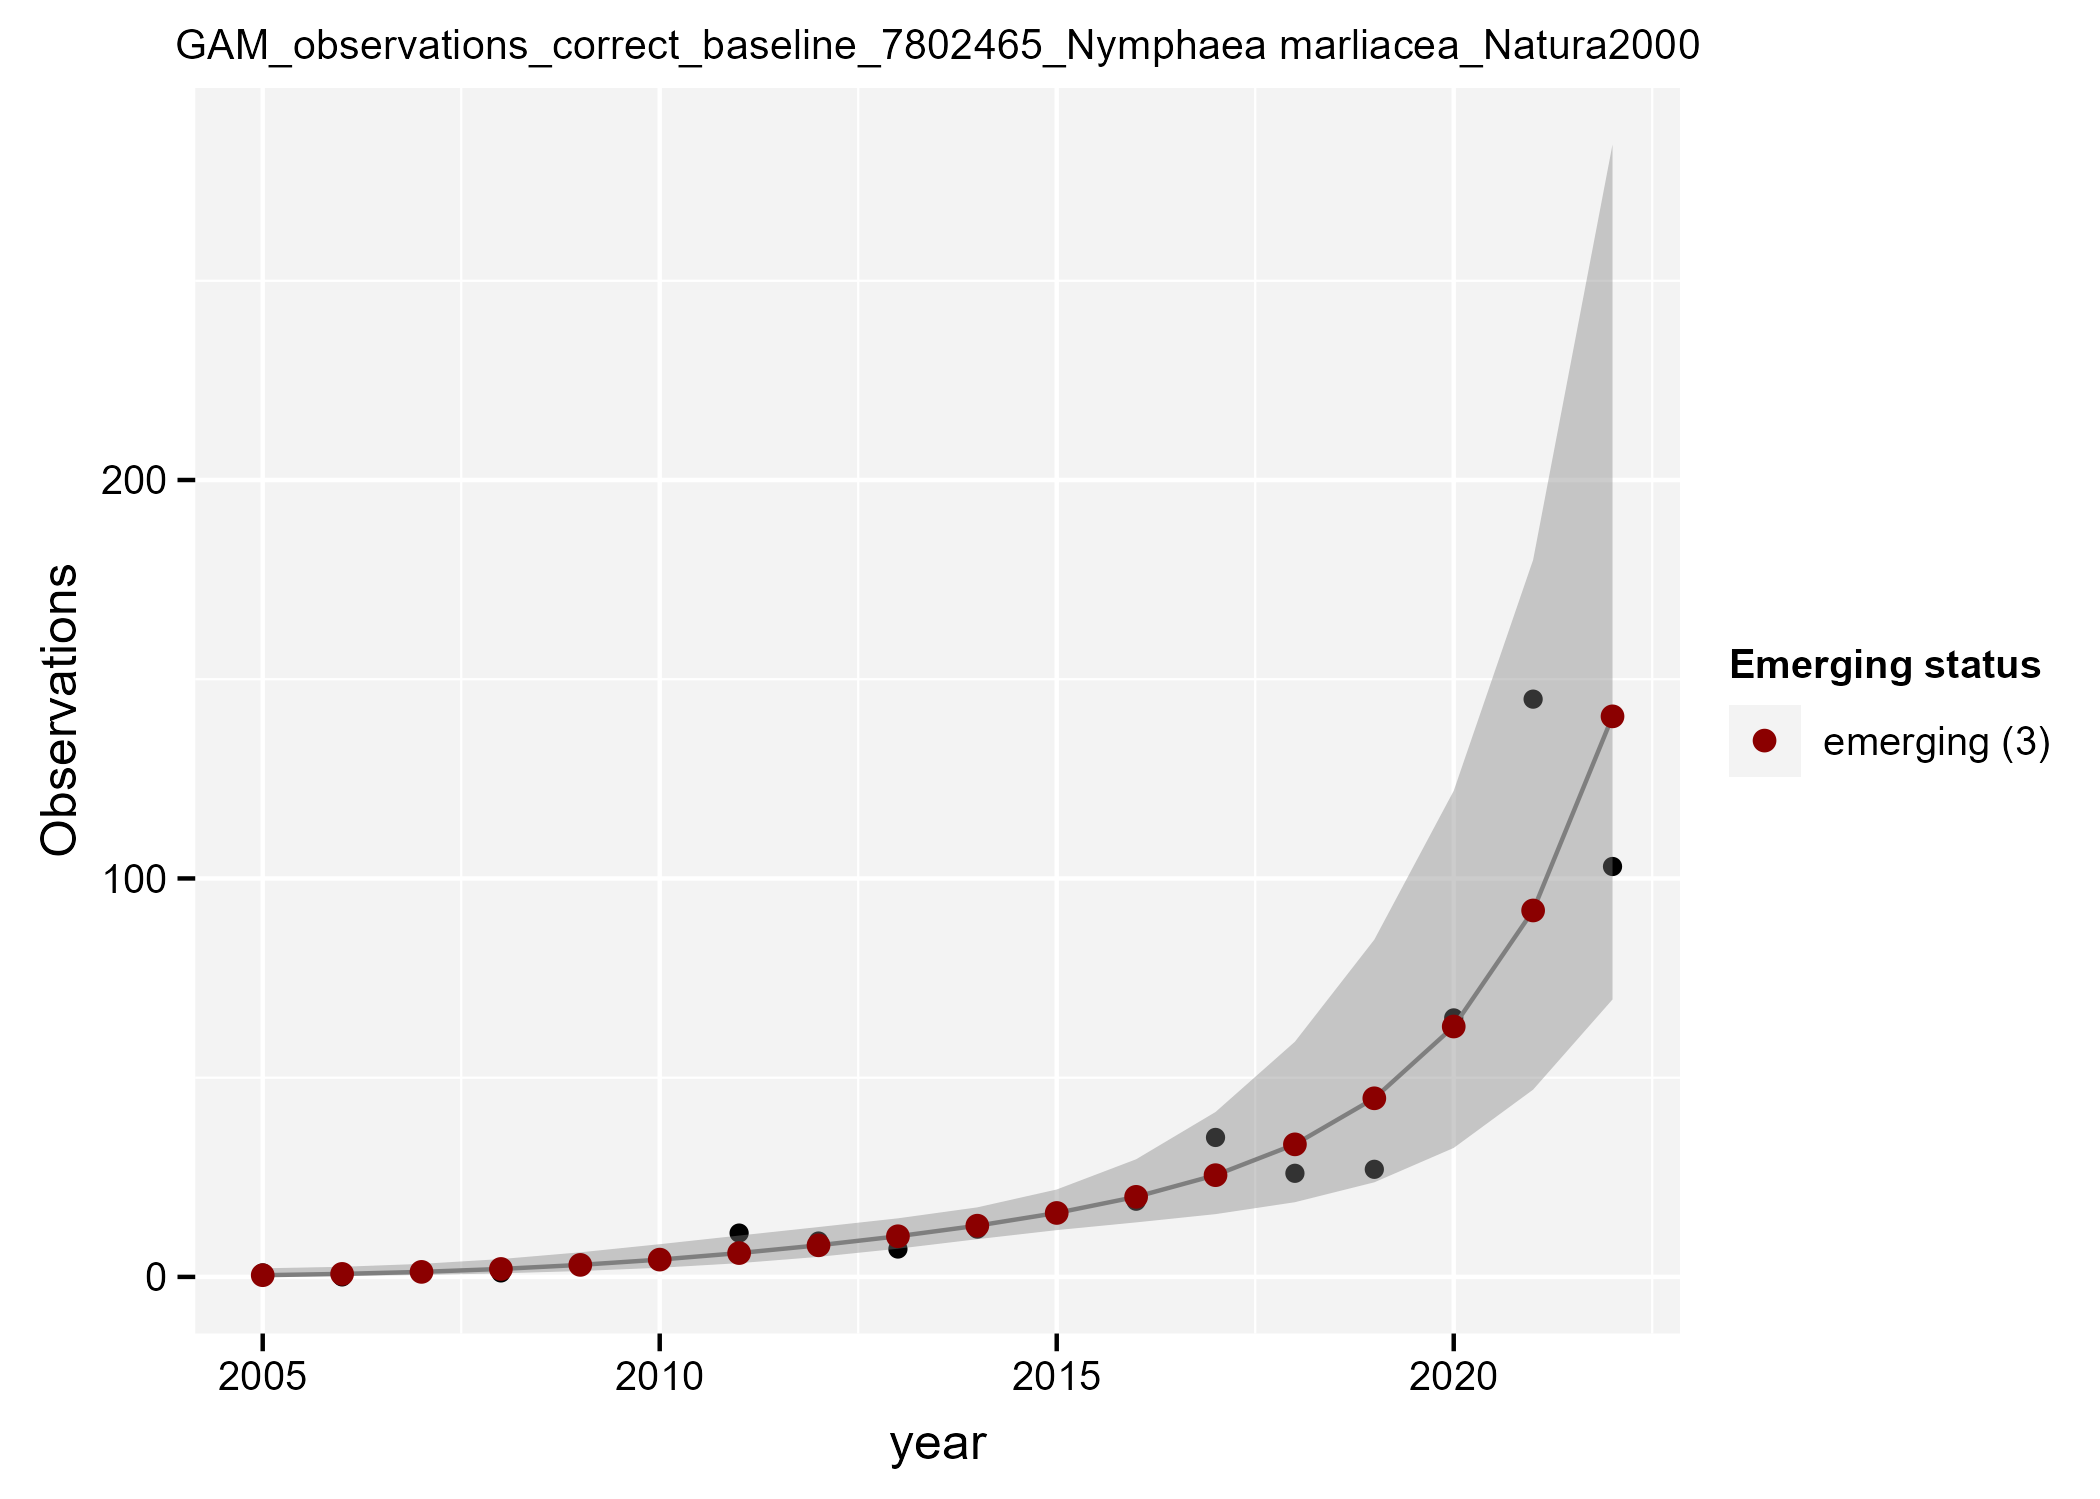 GAM_observations_correct_baseline_7802465_Nymphaea marliacea_Natura2000
Observations
200
100
0
2005
2010
2015
2020
year
Emerging status
emerging (3)